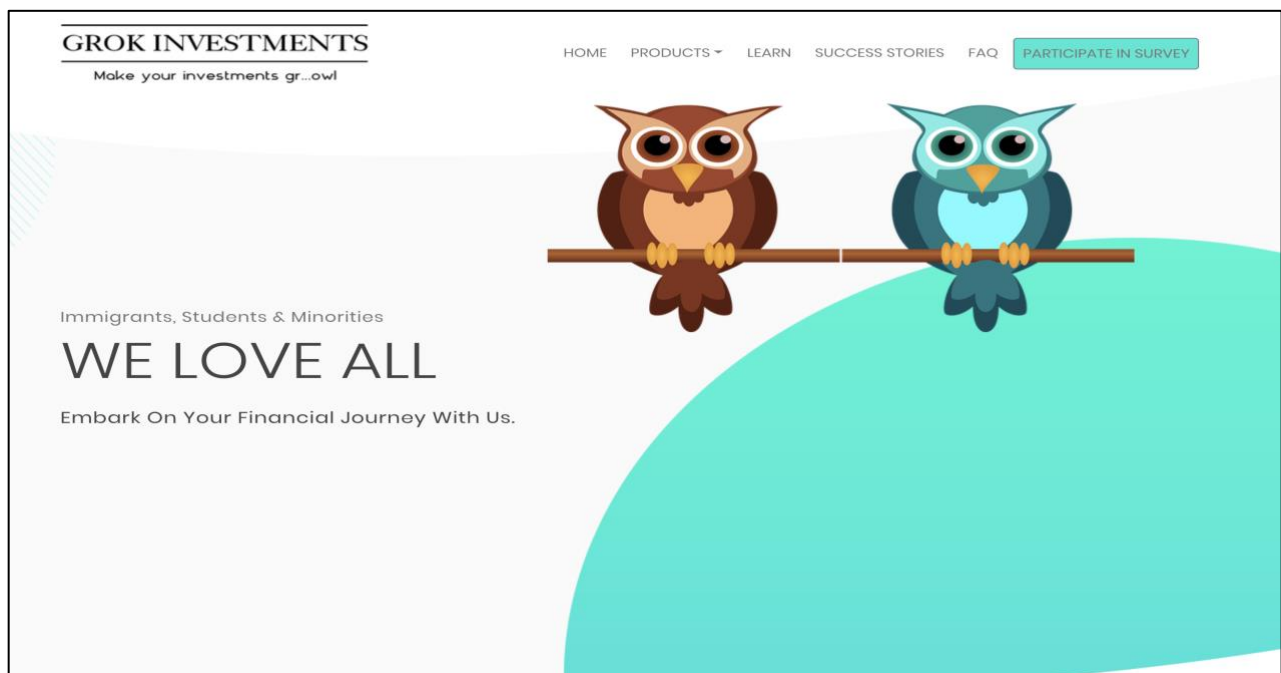 GROK INVESTMENTS
Make your investments gr...owl
HOME PRODUCTS LEARN SUCCESS STORIES FAQ PARTICIPATE IN SURVEY
Immigrants, Students & Minorities
WE LOVE ALL
Embark On Your Financial Journey With Us.